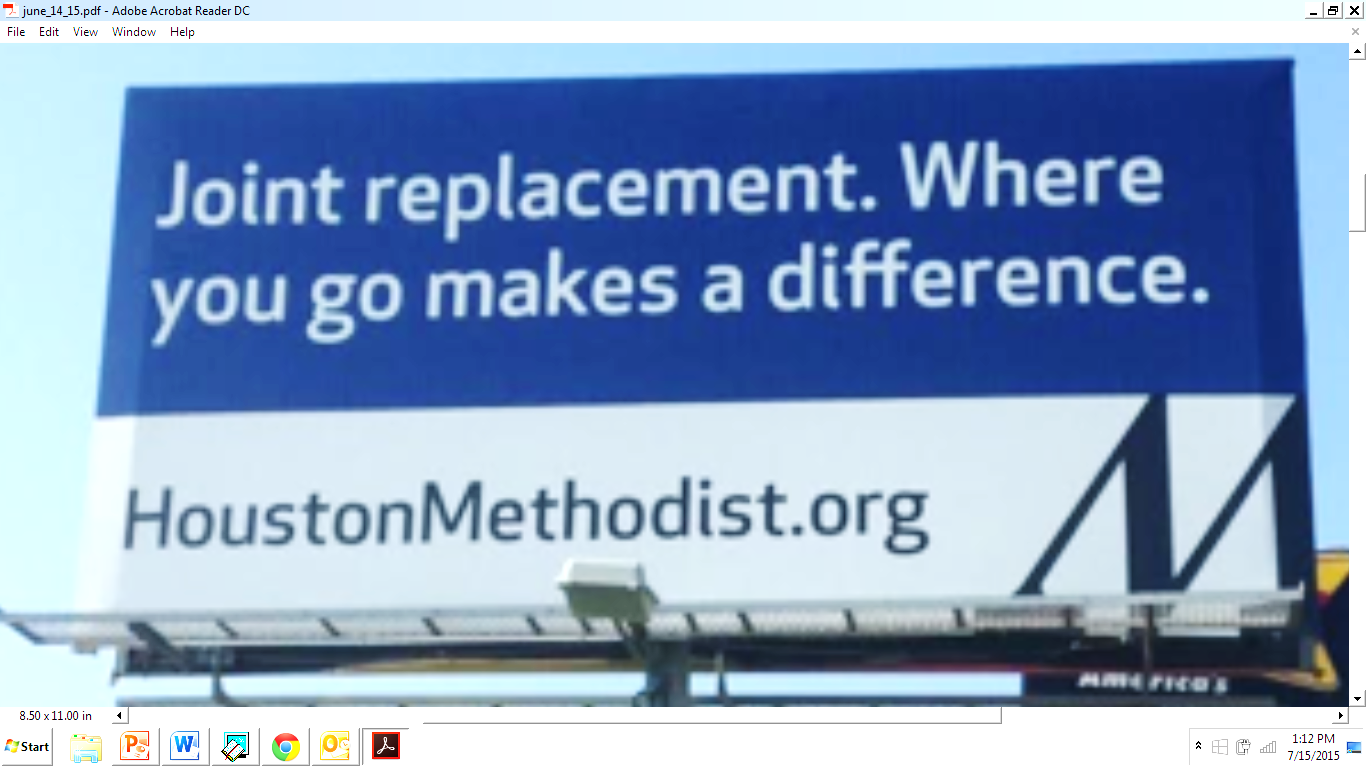 june_14_15.pdf - Adobe Acrobat Reader DC
File Edit View Window Help
Joint replacement. Where
you go makes a difference.
HoustonMethodist.org
America's
8.50 x 11.00 in
Start
1:12 PM
7/15/2015